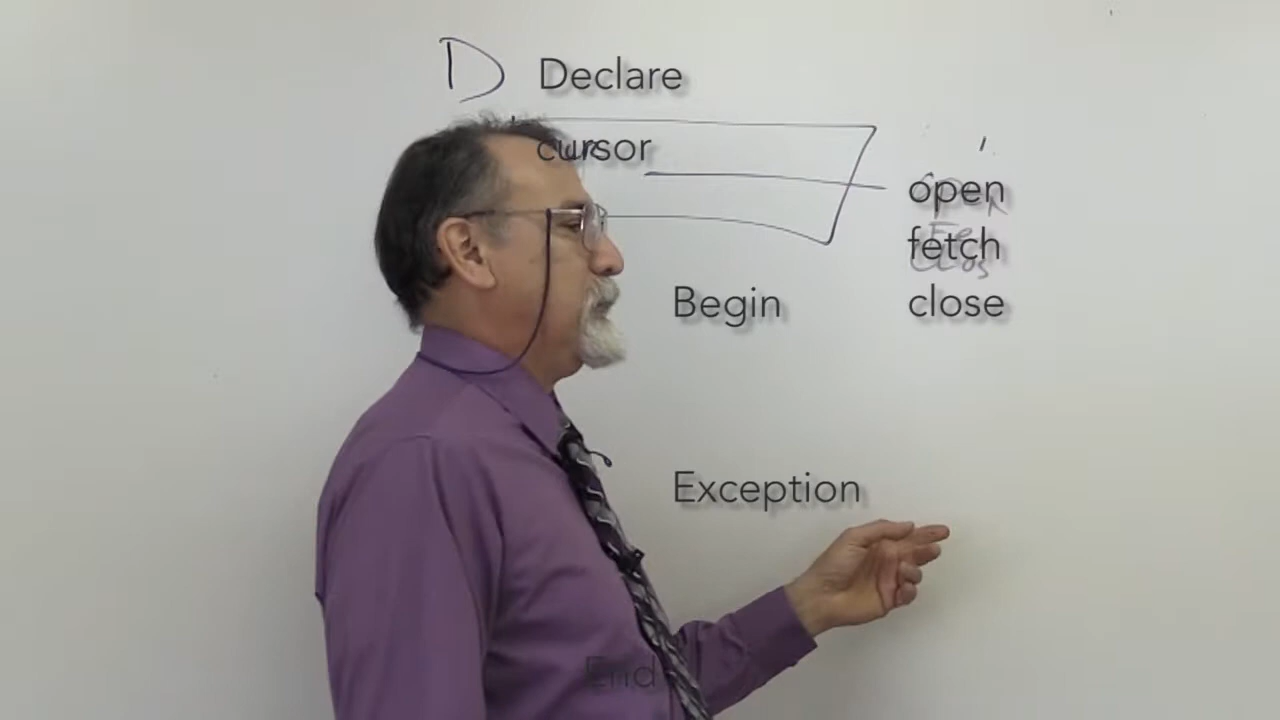 D Declare
cursor
open
fetch
close
Begin
Exception
End